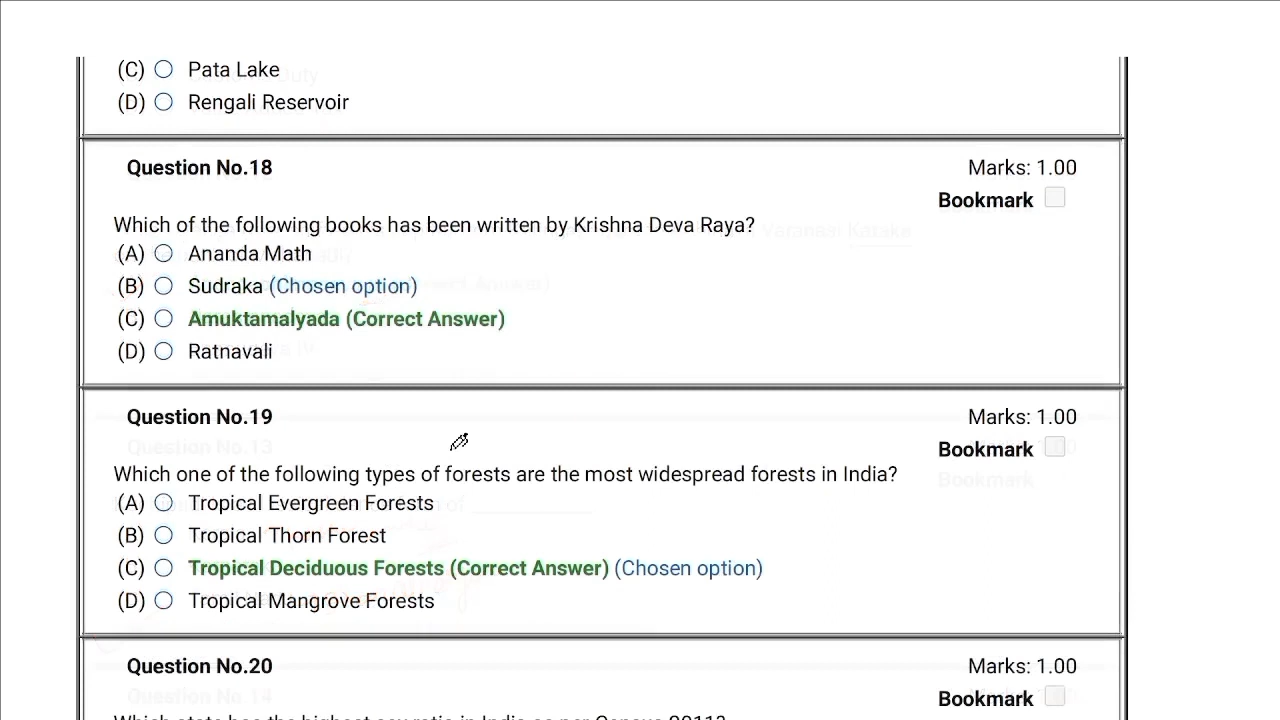 (C) Pata Lake
(D) Rengali Reservoir
Question No.18 Marks: 1.00
Bookmark
Which of the following books has been written by Krishna Deva Raya?
(A) Ananda Math
(B) Sudraka (Chosen option)
(C) Amuktamalyada (Correct Answer)
(D) Ratnavali
Question No.19 Marks: 1.00
Bookmark
Which one of the following types of forests are the most widespread forests in India?
(A) Tropical Evergreen Forests
(B) Tropical Thorn Forest
(C) Tropical Deciduous Forests (Correct Answer) (Chosen option)
(D) Tropical Mangrove Forests
Question No.20 Marks: 1.00
Bookmark